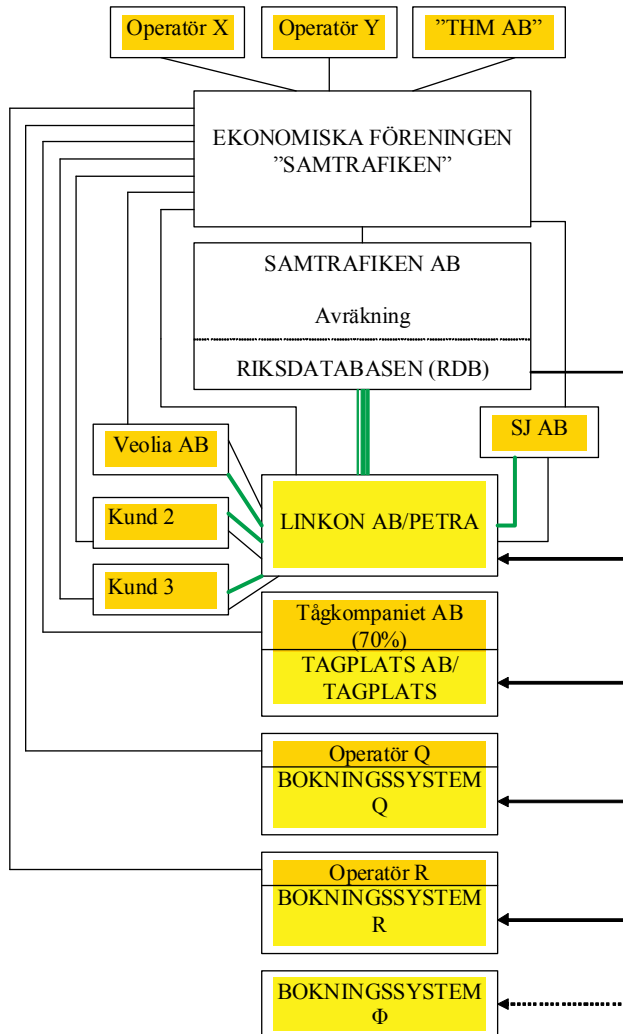 Operatör X
Operatör Y
”THM AB”
EKONOMISKA FÖRENINGEN
”SAMTRAFIKEN”
SAMTRAFIKEN AB
Avräkning
RIKSDATABASEN (RDB)
Veolia AB
SJ AB
Kund 2
LINKON AB/PETRA
Kund 3
Tågkompaniet AB
(70%)
TAGPLATS AB/
TAGPLATS
Operatör Q
BOKNINGSSYSTEM
Q
Operatör R
BOKNINGSSYSTEM
R
BOKNINGSSYSTEM
Φ